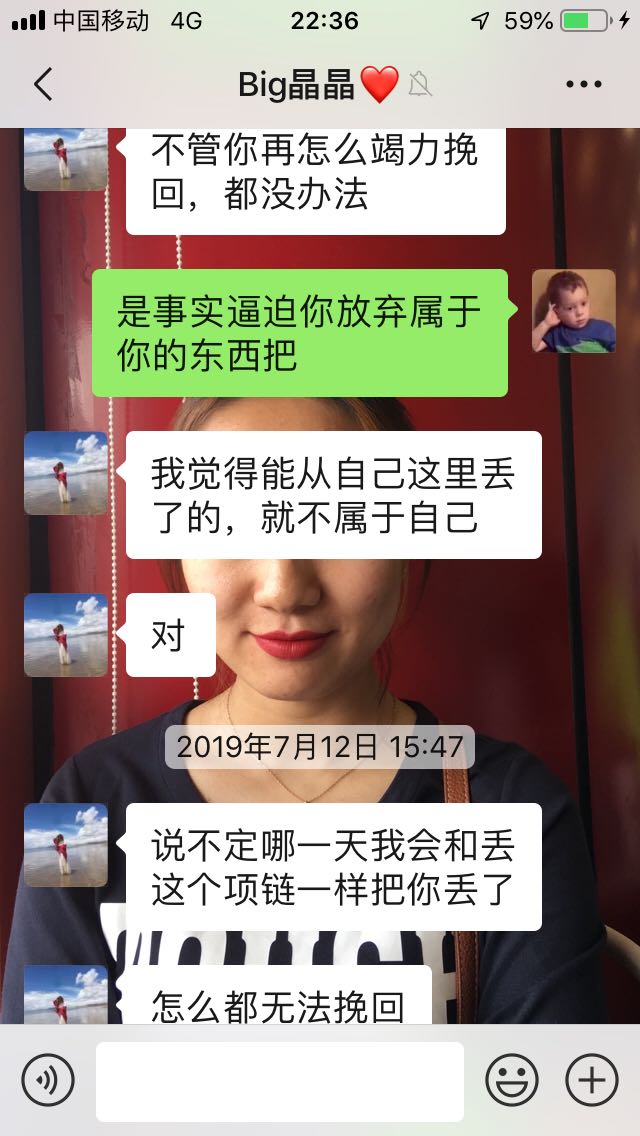 中国移动 4G 22:36 59%
Big晶晶❤️
不管你再怎么竭力挽
回，都没办法
是事实逼迫你放弃属于
你的东西把
我觉得能从自己这里丢
了的，就不属于自己
对
2019年7月12日 15:47
说不定哪一天我会和丢
这个项链一样把你丢了
怎么都无法挽回